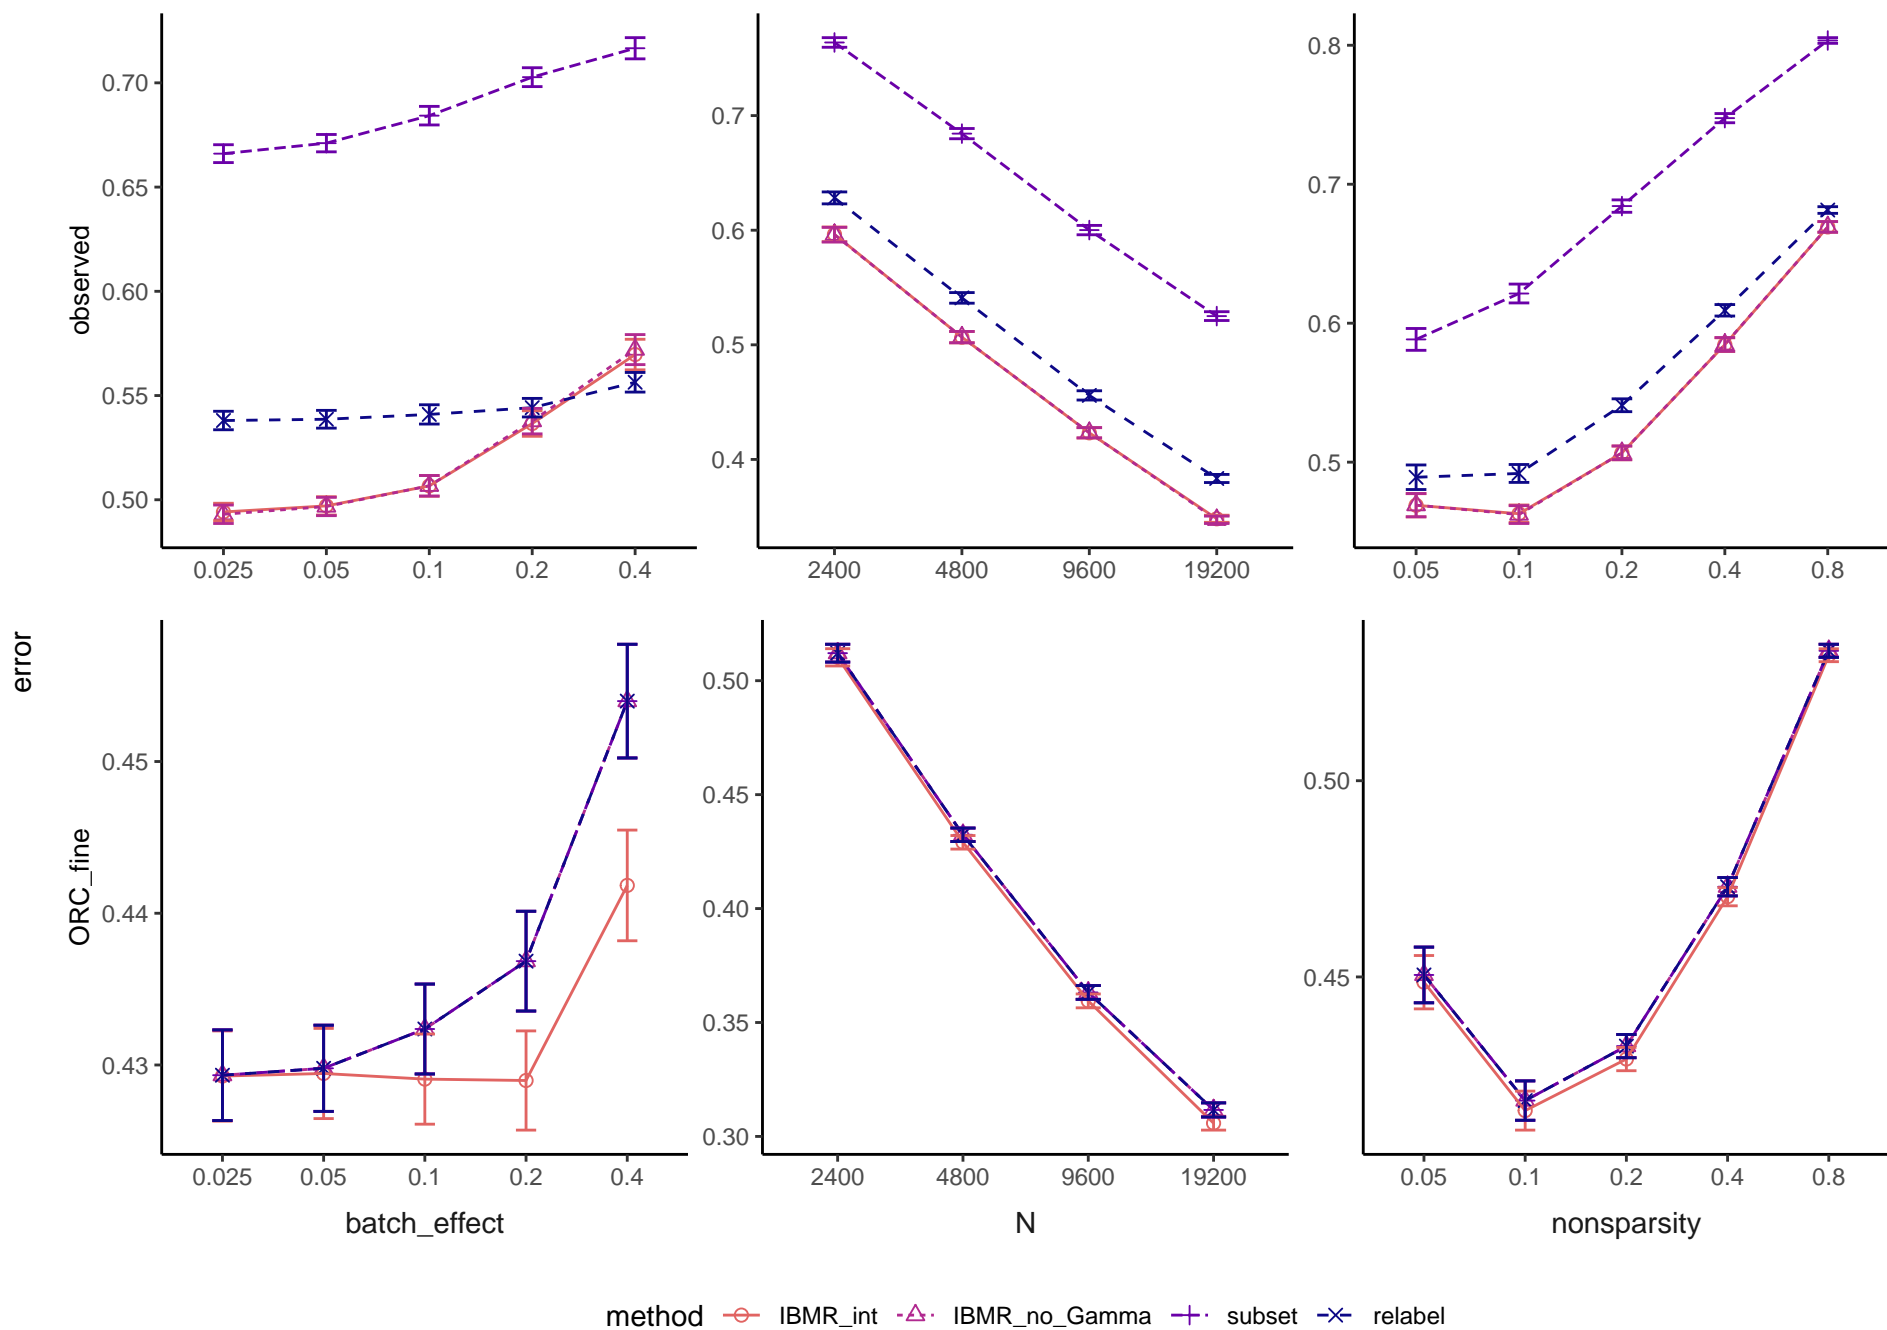 0.70
0.65
0.60
0.55
0.50
observed
0.025 0.05 0.1 0.2 0.4
0.7
0.6
0.5
0.4
2400 4800 9600 19200
0.8
0.7
0.6
0.5
0.05 0.1 0.2 0.4 0.8
error
0.45
0.44
0.43
ORC_fine
0.025 0.05 0.1 0.2 0.4
batch_effect
0.50
0.45
0.40
0.35
0.30
2400 4800 9600 19200
N
0.50
0.45
0.05 0.1 0.2 0.4 0.8
nonsparsity
method IBMR_int IBMR_no_Gamma subset relabel